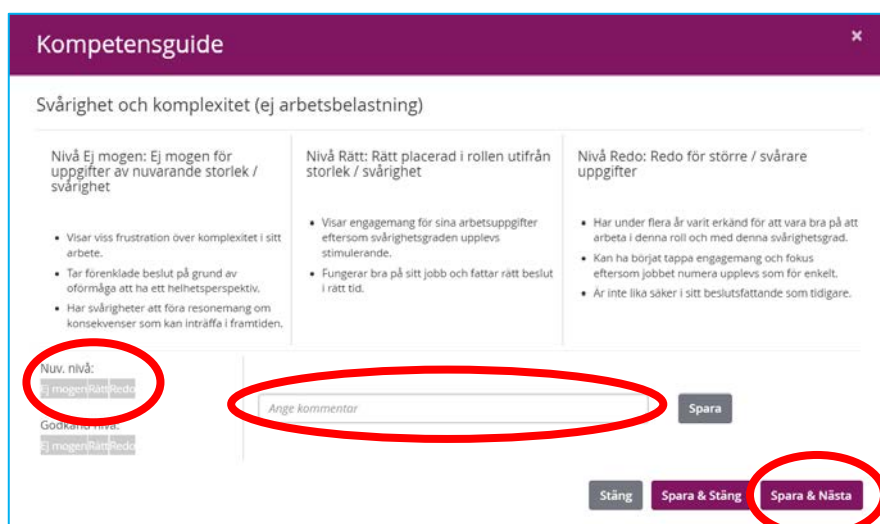 Kompetensguide
×
Svårighet och komplexitet (ej arbetsbelastning)
Nivå Ej mogen: Ej mogen för
uppgifter av nuvarande storlek /
svårighet
• Visar viss frustration över komplexitet i sitt
arbete.
• Tar förenklade beslut på grund av
oförmåga att ha ett helhetsperspektiv.
• Har svårigheter att föra resonemang om
konsekvenser som kan inträffa i framtiden.
Nivå Rätt: Rätt placerad i rollen utifrån
storlek / svårighet
• Visar engagemang för sina arbetsuppgifter
eftersom svårighetsgraden upplevs
stimulerande.
• Fungerar bra på sitt jobb och fattar rätt beslut
i rätt tid.
Nivå Redo: Redo för större / svårare
uppgifter
• Har under flera år varit erkänd för att vara bra på att
arbeta i denna roll och med denna svårighetsgrad.
• Kan ha börjat tappa engagemang och fokus
eftersom jobbet numera upplevs som för enkelt.
• Är inte lika säker i sitt beslutsfattande som tidigare.
Nuv. nivå:
Ej mogen Rätt Redo
Godkänd nivå:
Ej mogen Rätt Redo
Ange kommentar
Spara
Stäng
Spara & Stäng
Spara & Nästa